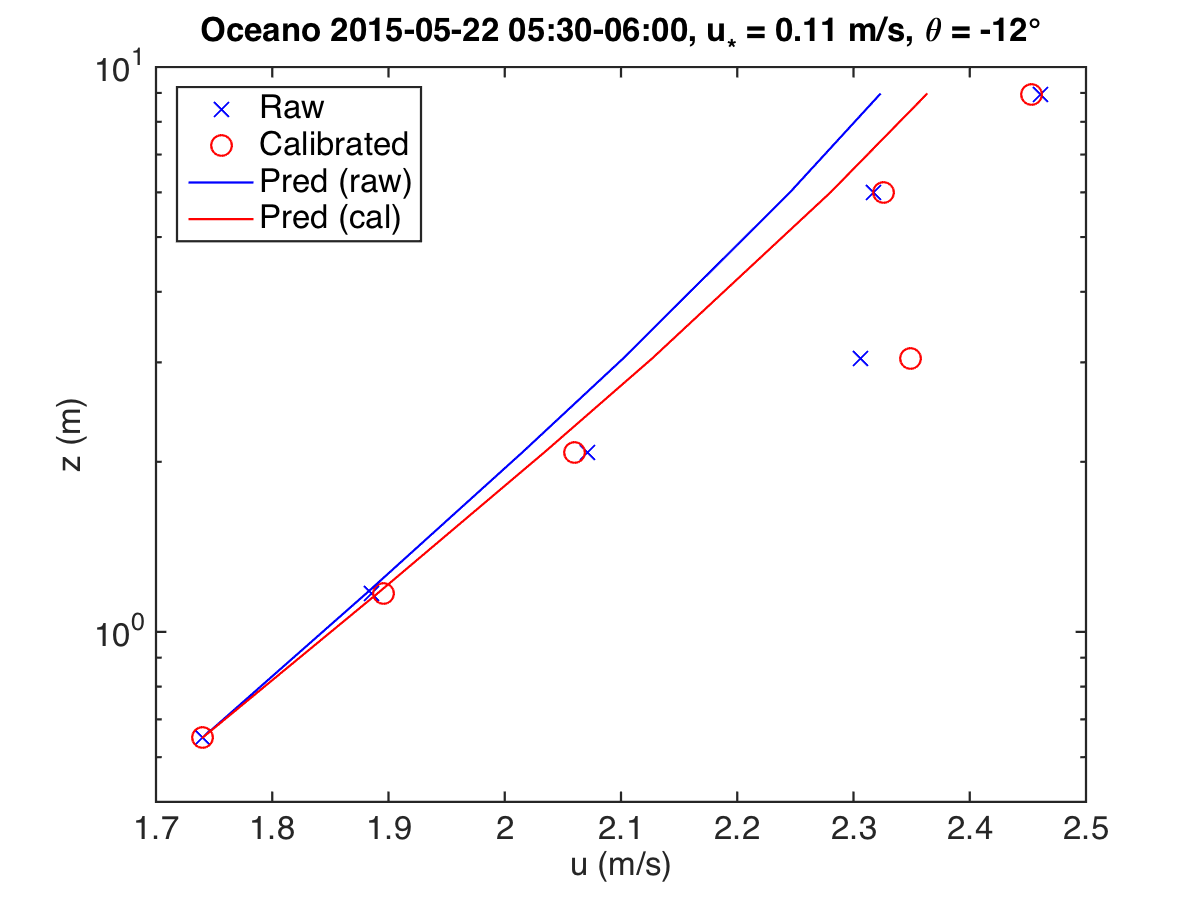 Oceano 2015-05-22 05:30-06:00, u* = 0.11 m/s, θ = -12°
10^1
Raw
Calibrated
Pred (raw)
Pred (cal)
z (m)
10^0
1.7 1.8 1.9 2 2.1 2.2 2.3 2.4 2.5
u (m/s)